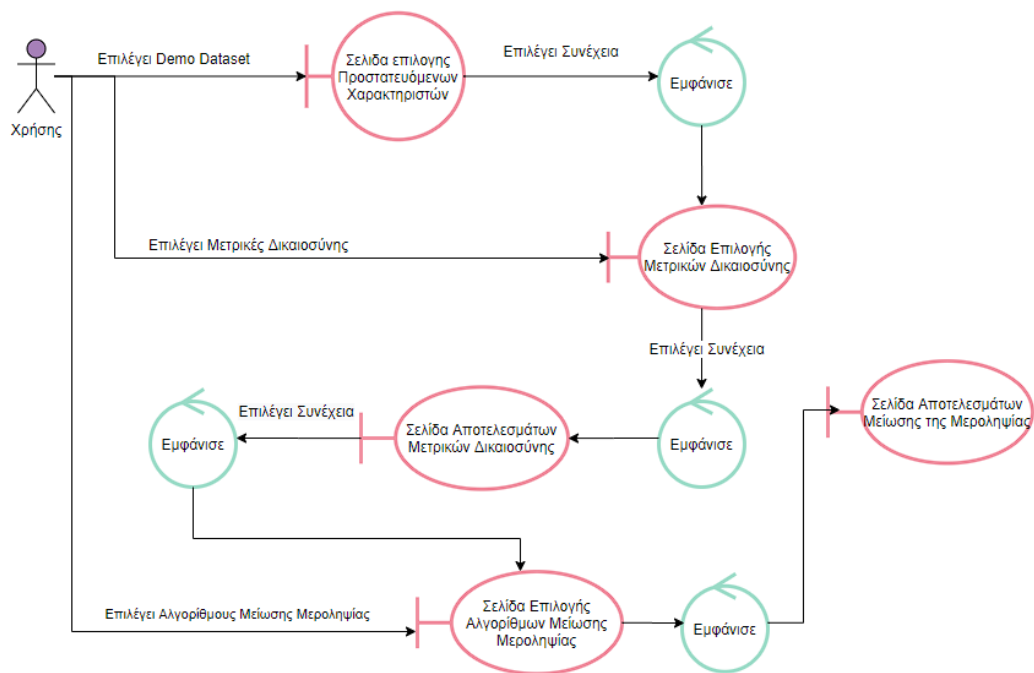 Επιλέγει Demo Dataset
Σελιδα επιλογης
Προστατευόμενων
Χαρακτηριστών
Επιλέγει Συνέχεια
Εμφάνισε
Χρήσης
Επιλέγει Μετρικές Δικαιοσύνης
Σελίδα Επιλογής
Μετρικών Δικαιοσύνης
Επιλέγει Συνέχεια
Εμφάνισε
Επιλέγει Συνέχεια
Σελίδα Αποτελεσμάτων
Μετρικών Δικαιοσύνης
Εμφάνισε
Σελίδα Αποτελεσμάτων
Μείωσης της Μεροληψίας
Επιλέγει Αλγορίθμους Μείωσης Μεροληψίας
Σελίδα Επιλογής
Αλγορίθμων Μείωσης
Μεροληψίας
Εμφάνισε